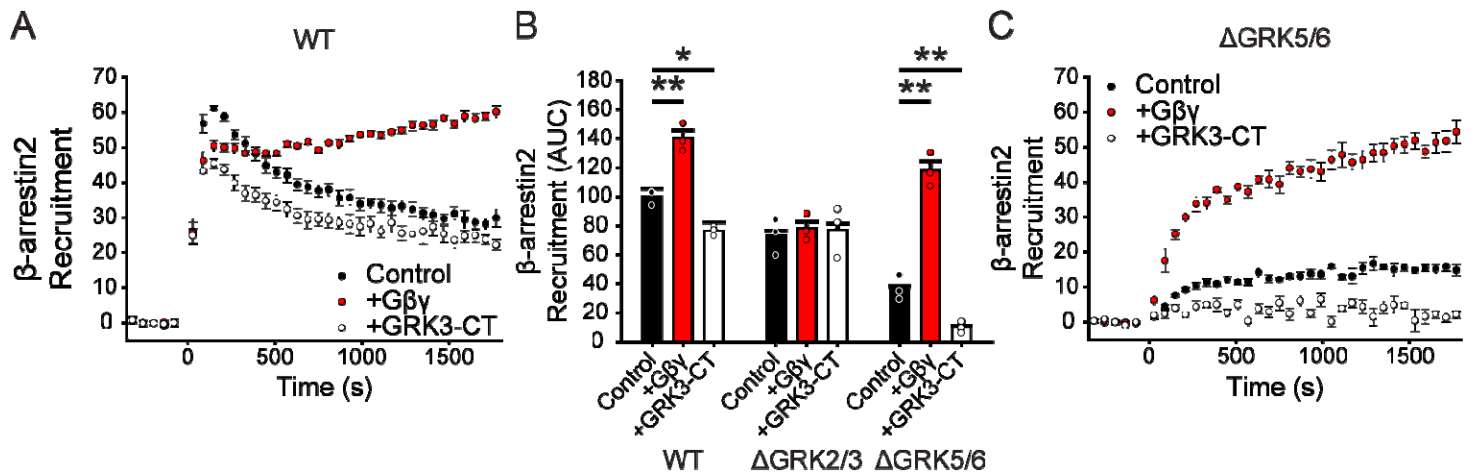 A
WT
β-arrestin2
Recruitment
70
60
50
40
30
20
10
0
Control
+Gβγ
+GRK3-CT
0 500 1000 1500
Time (s)
B
β-arrestin2
Recruitment (AUC)
180
160
140
120
100
80
60
40
20
0
**
*
**
**
Control
+Gβγ
+GRK3-CT
Control
+Gβγ
+GRK3-CT
Control
+Gβγ
+GRK3-CT
WT ΔGRK2/3 ΔGRK5/6
C
ΔGRK5/6
β-arrestin2
Recruitment
70
60
50
40
30
20
10
0
Control
+Gβγ
+GRK3-CT
0 500 1000 1500
Time (s)